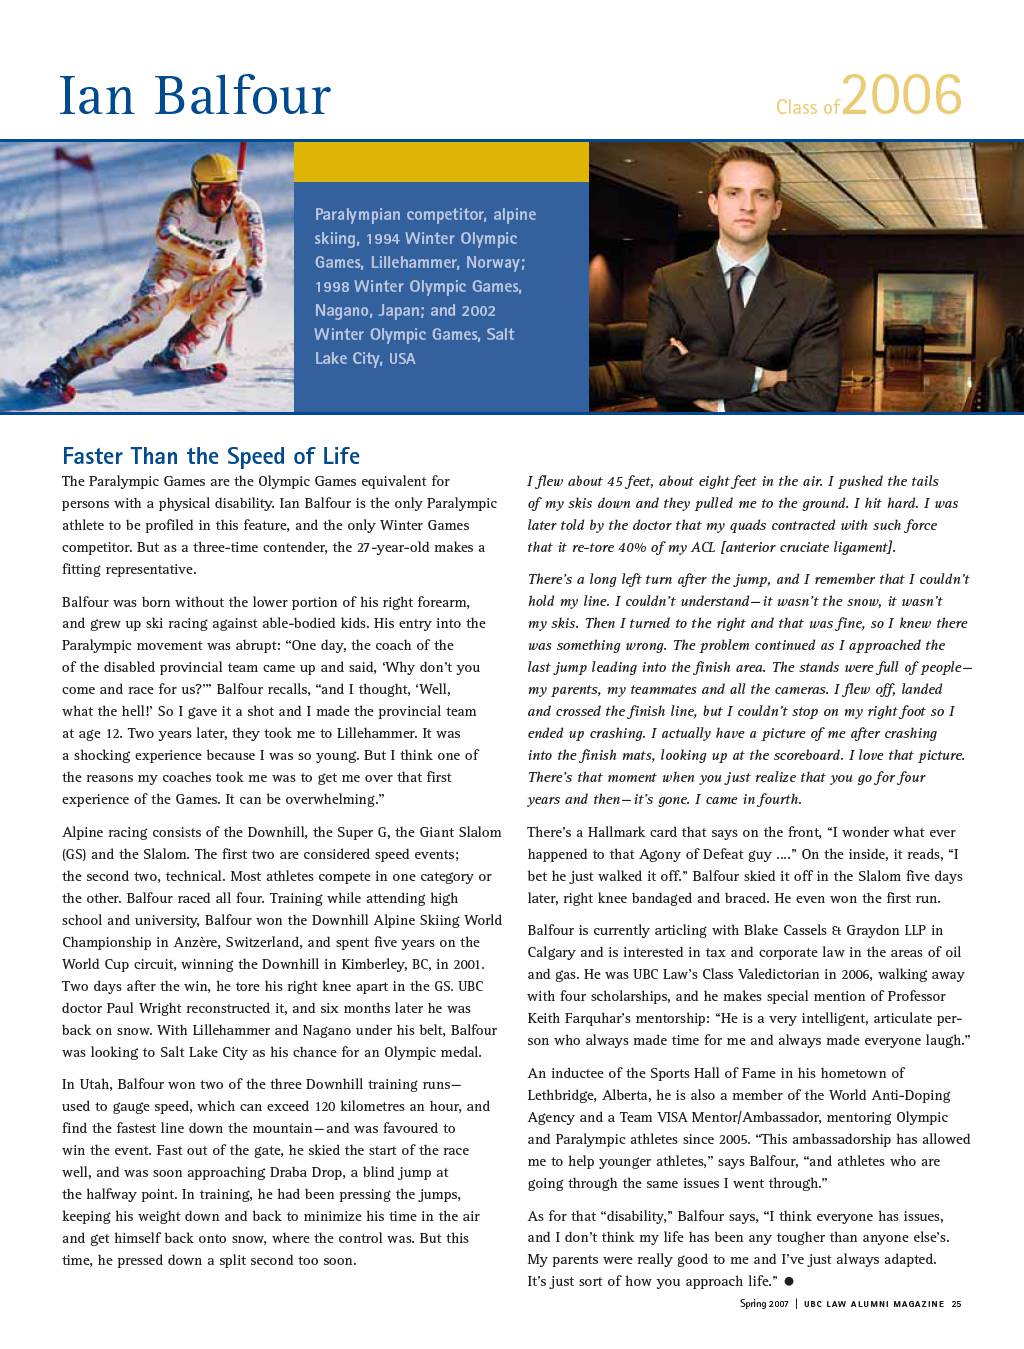 Ian Balfour
Class of 2006
Paralympian competitor, alpine
skiing, 1994 Winter Olympic
Games, Lillehammer, Norway;
1998 Winter Olympic Games,
Nagano, Japan; and 2002
Winter Olympic Games, Salt
Lake City, USA
Faster Than the Speed of Life
The Paralympic Games are the Olympic Games equivalent for
persons with a physical disability. Ian Balfour is the only Paralympic
athlete to be profiled in this feature, and the only Winter Games
competitor. But as a three-time contender, the 27-year-old makes a
fitting representative.
Balfour was born without the lower portion of his right forearm,
and grew up ski racing against able-bodied kids. His entry into the
Paralympic movement was abrupt: “One day, the coach of the
of the disabled provincial team came up and said, ‘Why don’t you
come and race for us?’” Balfour recalls, “and I thought, ‘Well,
what the hell!’ So I gave it a shot and I made the provincial team
at age 12. Two years later, they took me to Lillehammer. It was
a shocking experience because I was so young. But I think one of
the reasons my coaches took me was to get me over that first
experience of the Games. It can be overwhelming.”
Alpine racing consists of the Downhill, the Super G, the Giant Slalom
(GS) and the Slalom. The first two are considered speed events;
the second two, technical. Most athletes compete in one category or
the other. Balfour raced all four. Training while attending high
school and university, Balfour won the Downhill Alpine Skiing World
Championship in Anzère, Switzerland, and spent five years on the
World Cup circuit, winning the Downhill in Kimberley, BC, in 2001.
Two days after the win, he tore his right knee apart in the GS. UBC
doctor Paul Wright reconstructed it, and six months later he was
back on snow. With Lillehammer and Nagano under his belt, Balfour
was looking to Salt Lake City as his chance for an Olympic medal.
In Utah, Balfour won two of the three Downhill training runs—
used to gauge speed, which can exceed 120 kilometres an hour, and
find the fastest line down the mountain—and was favoured to
win the event. Fast out of the gate, he skied the start of the race
well, and was soon approaching Draba Drop, a blind jump at
the halfway point. In training, he had been pressing the jumps,
keeping his weight down and back to minimize his time in the air
and get himself back onto snow, where the control was. But this
time, he pressed down a split second too soon.
I flew about 45 feet, about eight feet in the air. I pushed the tails
of my skis down and they pulled me to the ground. I hit hard. I was
later told by the doctor that my quads contracted with such force
that it re-tore 40% of my ACL [anterior cruciate ligament].
There’s a long left turn after the jump, and I remember that I couldn’t
hold my line. I couldn’t understand—it wasn’t the snow, it wasn’t
my skis. Then I turned to the right and that was fine, so I knew there
was something wrong. The problem continued as I approached the
last jump leading into the finish area. The stands were full of people—
my parents, my teammates and all the cameras. I flew off, landed
and crossed the finish line, but I couldn’t stop on my right foot so I
ended up crashing. I actually have a picture of me after crashing
into the finish mats, looking up at the scoreboard. I love that picture.
There’s that moment when you just realize that you go for four
years and then—it’s gone. I came in fourth.
There’s a Hallmark card that says on the front, “I wonder what ever
happened to that Agony of Defeat guy ....” On the inside, it reads, “I
bet he just walked it off.” Balfour skied it off in the Slalom five days
later, right knee bandaged and braced. He even won the first run.
Balfour is currently articling with Blake Cassels & Graydon LLP in
Calgary and is interested in tax and corporate law in the areas of oil
and gas. He was UBC Law’s Class Valedictorian in 2006, walking away
with four scholarships, and he makes special mention of Professor
Keith Farquhar’s mentorship: “He is a very intelligent, articulate per-
son who always made time for me and always made everyone laugh.”
An inductee of the Sports Hall of Fame in his hometown of
Lethbridge, Alberta, he is also a member of the World Anti-Doping
Agency and a Team VISA Mentor/Ambassador, mentoring Olympic
and Paralympic athletes since 2005. “This ambassadorship has allowed
me to help younger athletes,” says Balfour, “and athletes who are
going through the same issues I went through.”
As for that “disability,” Balfour says, “I think everyone has issues,
and I don’t think my life has been any tougher than anyone else’s.
My parents were really good to me and I’ve just always adapted.
It’s just sort of how you approach life.” ●
Spring 2007 | UBC LAW ALUMNI MAGAZINE 25